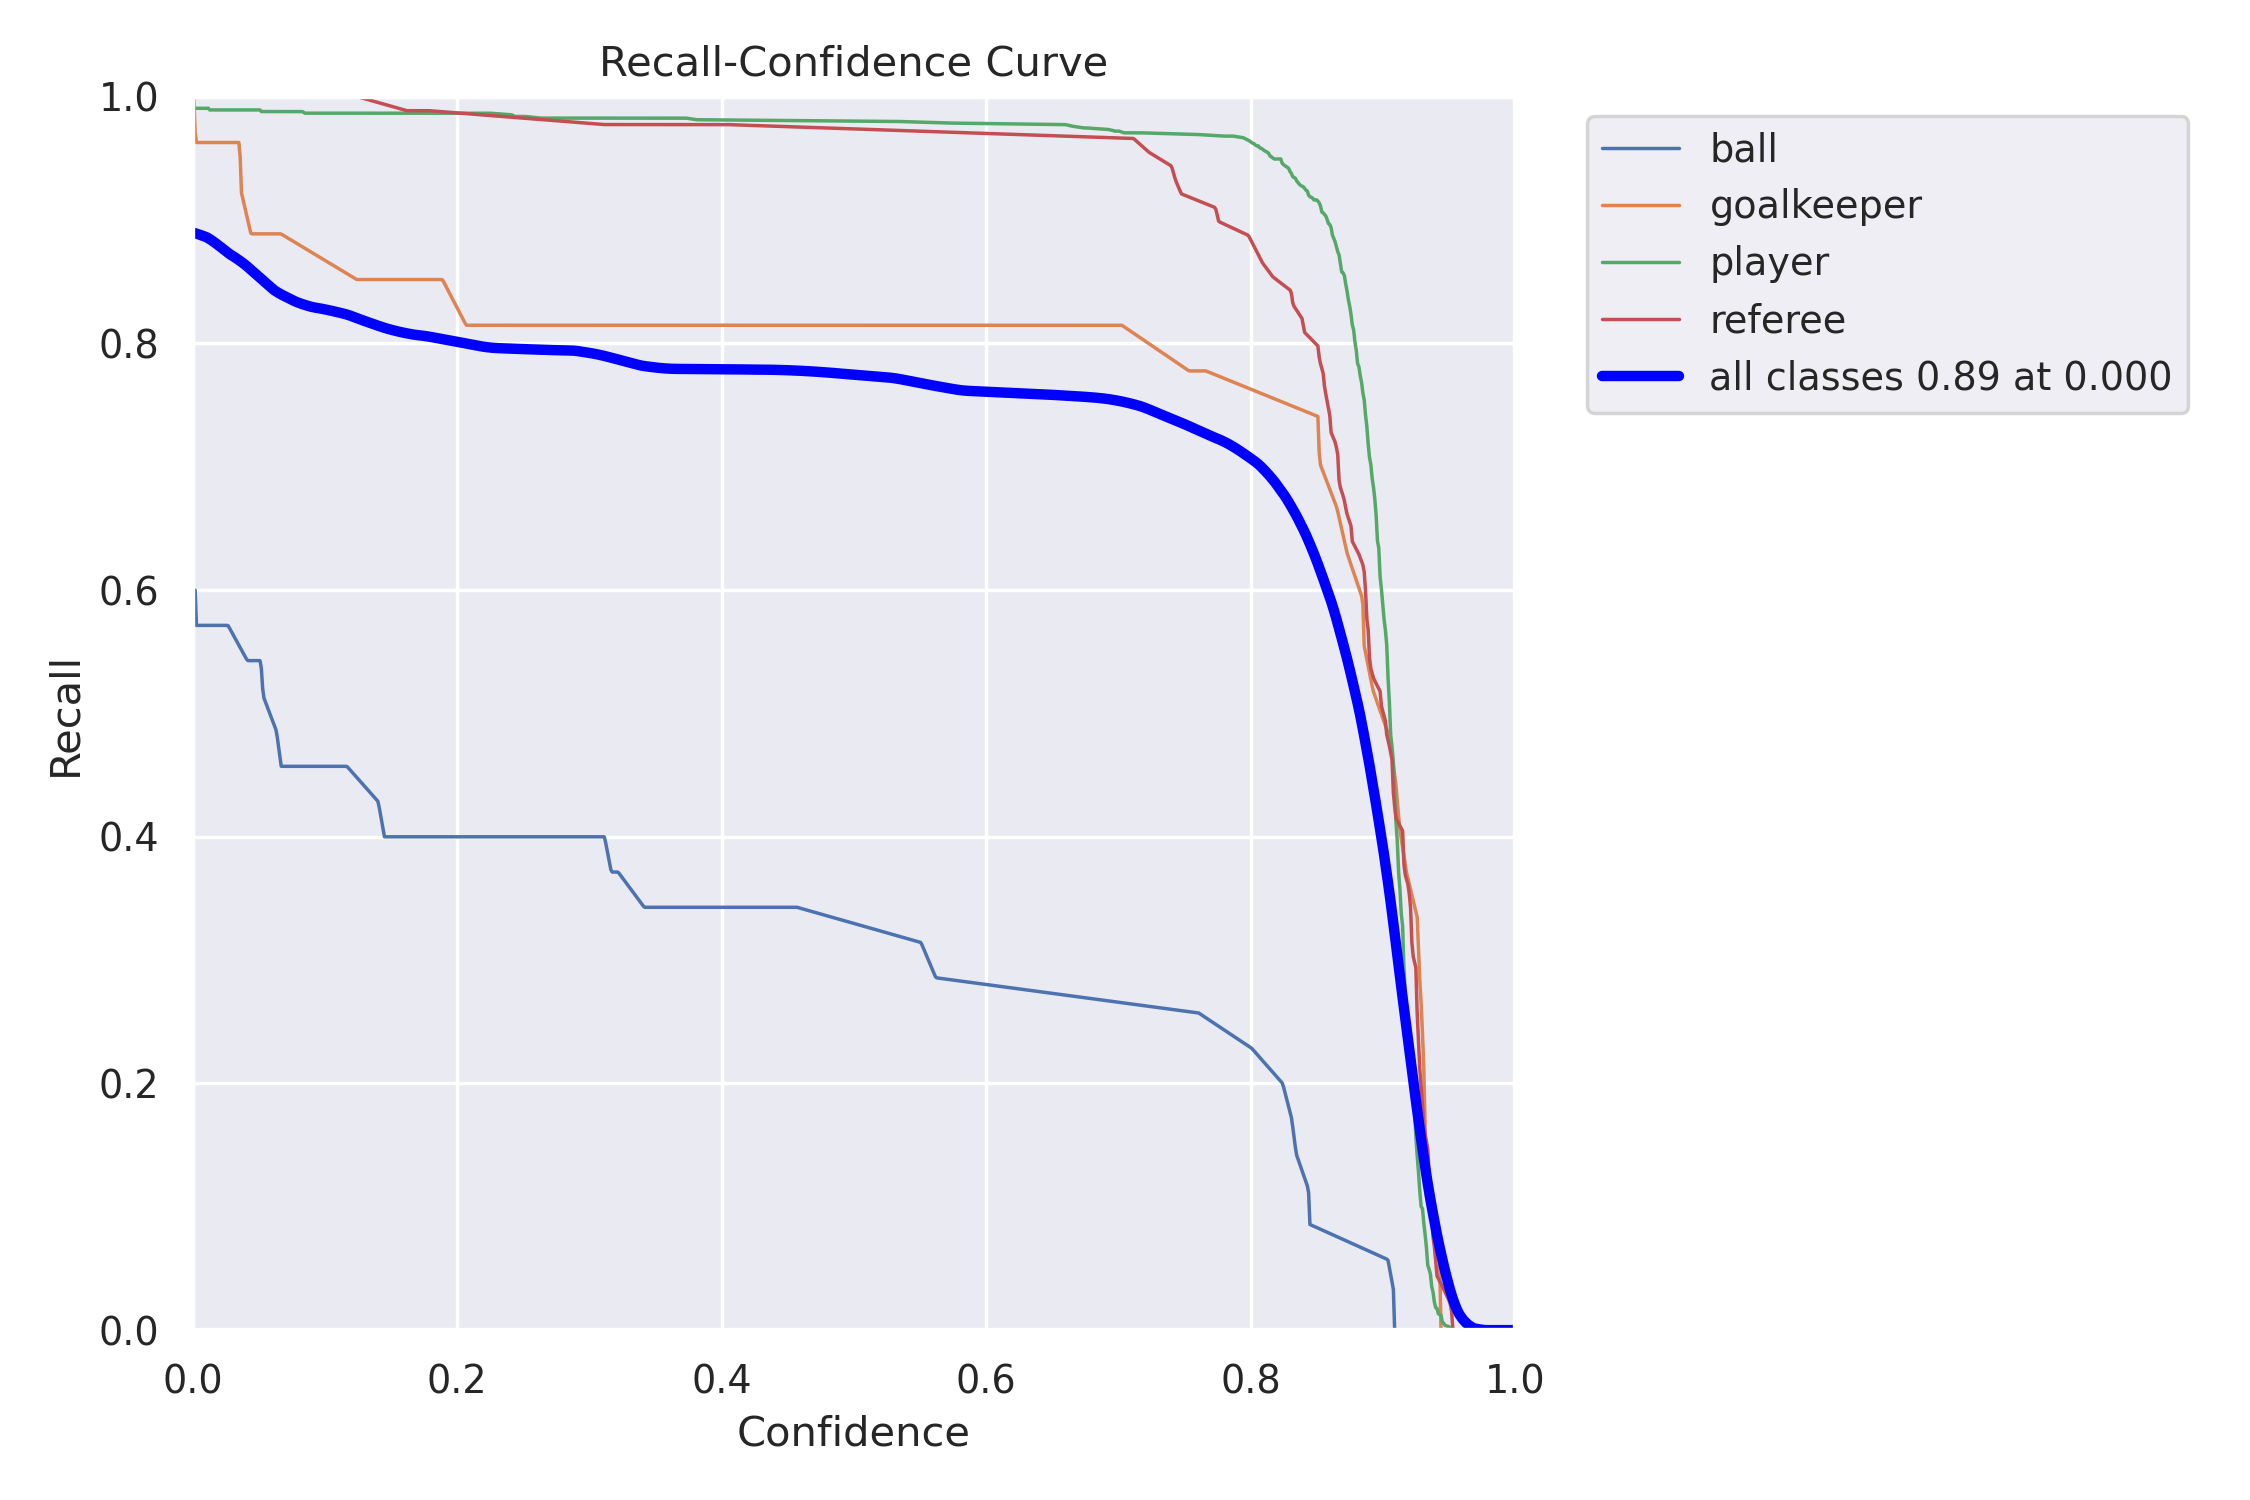 Recall-Confidence Curve
1.0
0.8
0.6
0.4
0.2
0.0
Recall
0.0 0.2 0.4 0.6 0.8 1.0
Confidence
ball
goalkeeper
player
referee
all classes 0.89 at 0.000